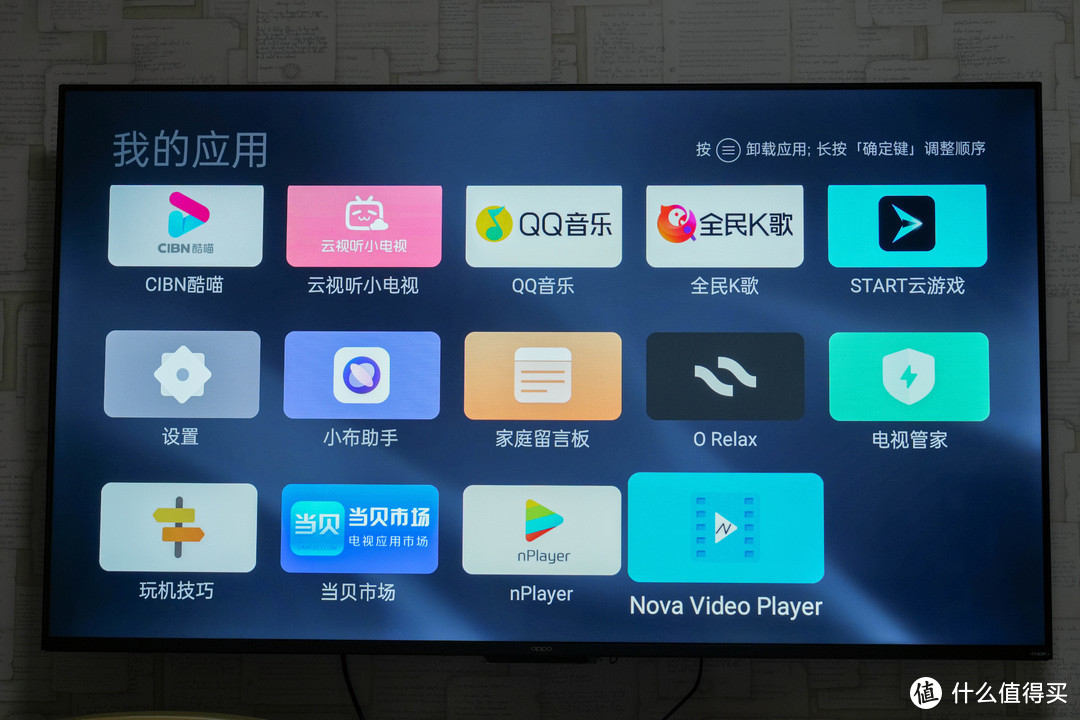 我的应用
按 卸载应用; 长按「确定键」调整顺序
CIBN酷喵
云视听小电视
QQ音乐
全民K歌
CIBN酷喵
云视听小电视
QQ音乐
全民K歌
START云游戏
设置
小布助手
家庭留言板
O Relax
电视管家
当贝
当贝市场
电视应用市场
nPlayer
N
玩机技巧
当贝市场
nPlayer
Nova Video Player
oppo
值 什么值得买